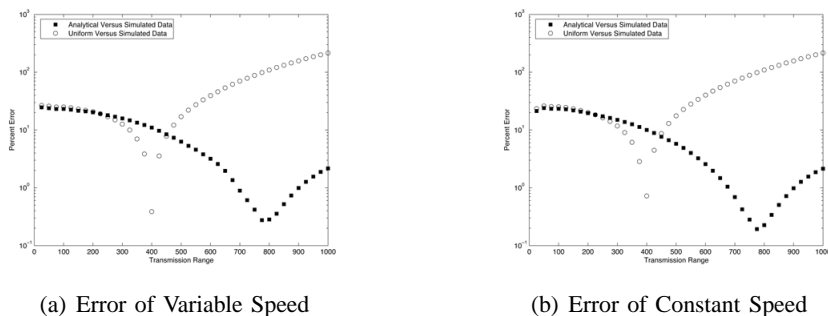 10³
10²
10¹
10⁰
10⁻¹
Percent Error
Analytical Versus Simulated Data
Uniform Versus Simulated Data
0 100 200 300 400 500 600 700 800 900 1000
Transmission Range
(a) Error of Variable Speed
10³
10²
10¹
10⁰
10⁻¹
Percent Error
Analytical Versus Simulated Data
Uniform Versus Simulated Data
0 100 200 300 400 500 600 700 800 900 1000
Transmission Range
(b) Error of Constant Speed